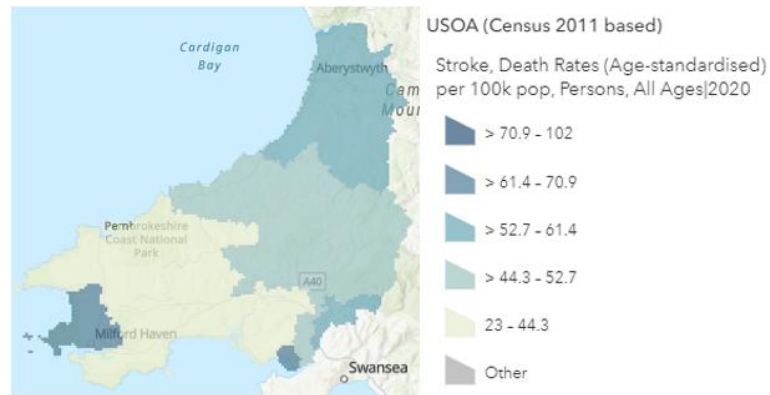 USOA (Census 2011 based)
Stroke, Death Rates (Age-standardised)
per 100k pop, Persons, All Ages|2020
> 70.9 - 102
> 61.4 - 70.9
> 52.7 - 61.4
> 44.3 - 52.7
23 - 44.3
Other
Cardigan
Bay
Aberystwyth
Cam
Mour
Pembrokeshire
Coast National
Park
A40
Milford Haven
Swansea